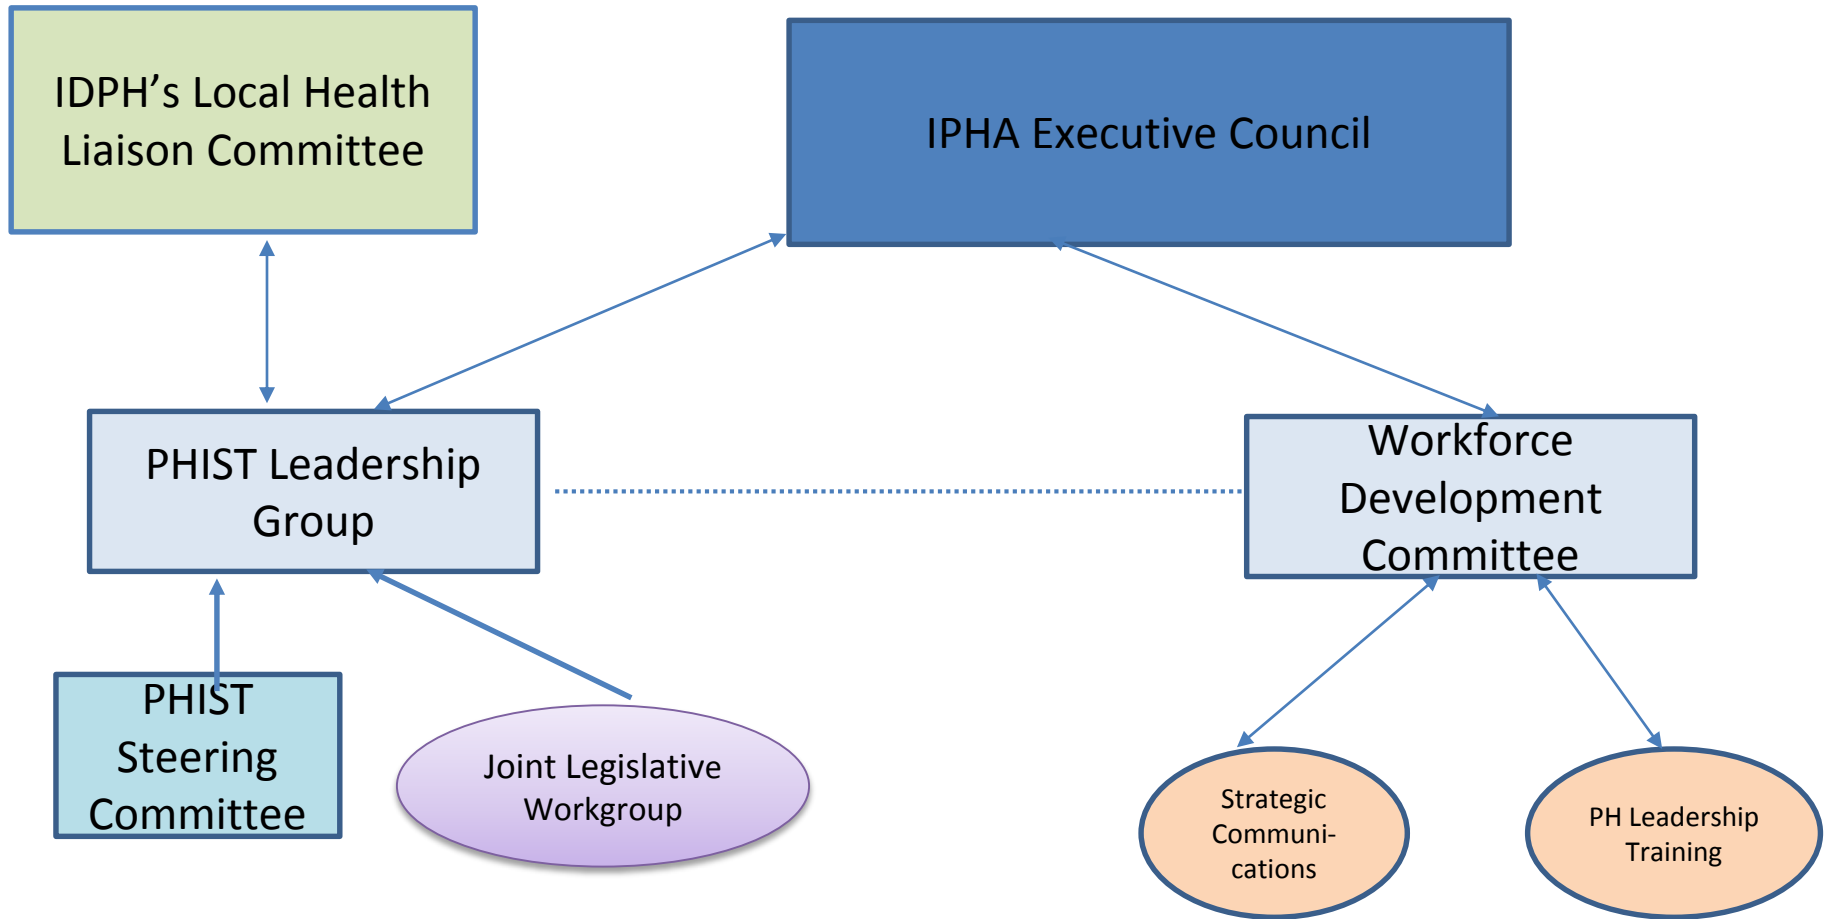 IDPH’s Local Health
Liaison Committee
IPHA Executive Council
PHIST Leadership
Group
Workforce
Development
Committee
PHIST
Steering
Committee
Joint Legislative
Workgroup
Strategic
Communi-
cations
PH Leadership
Training